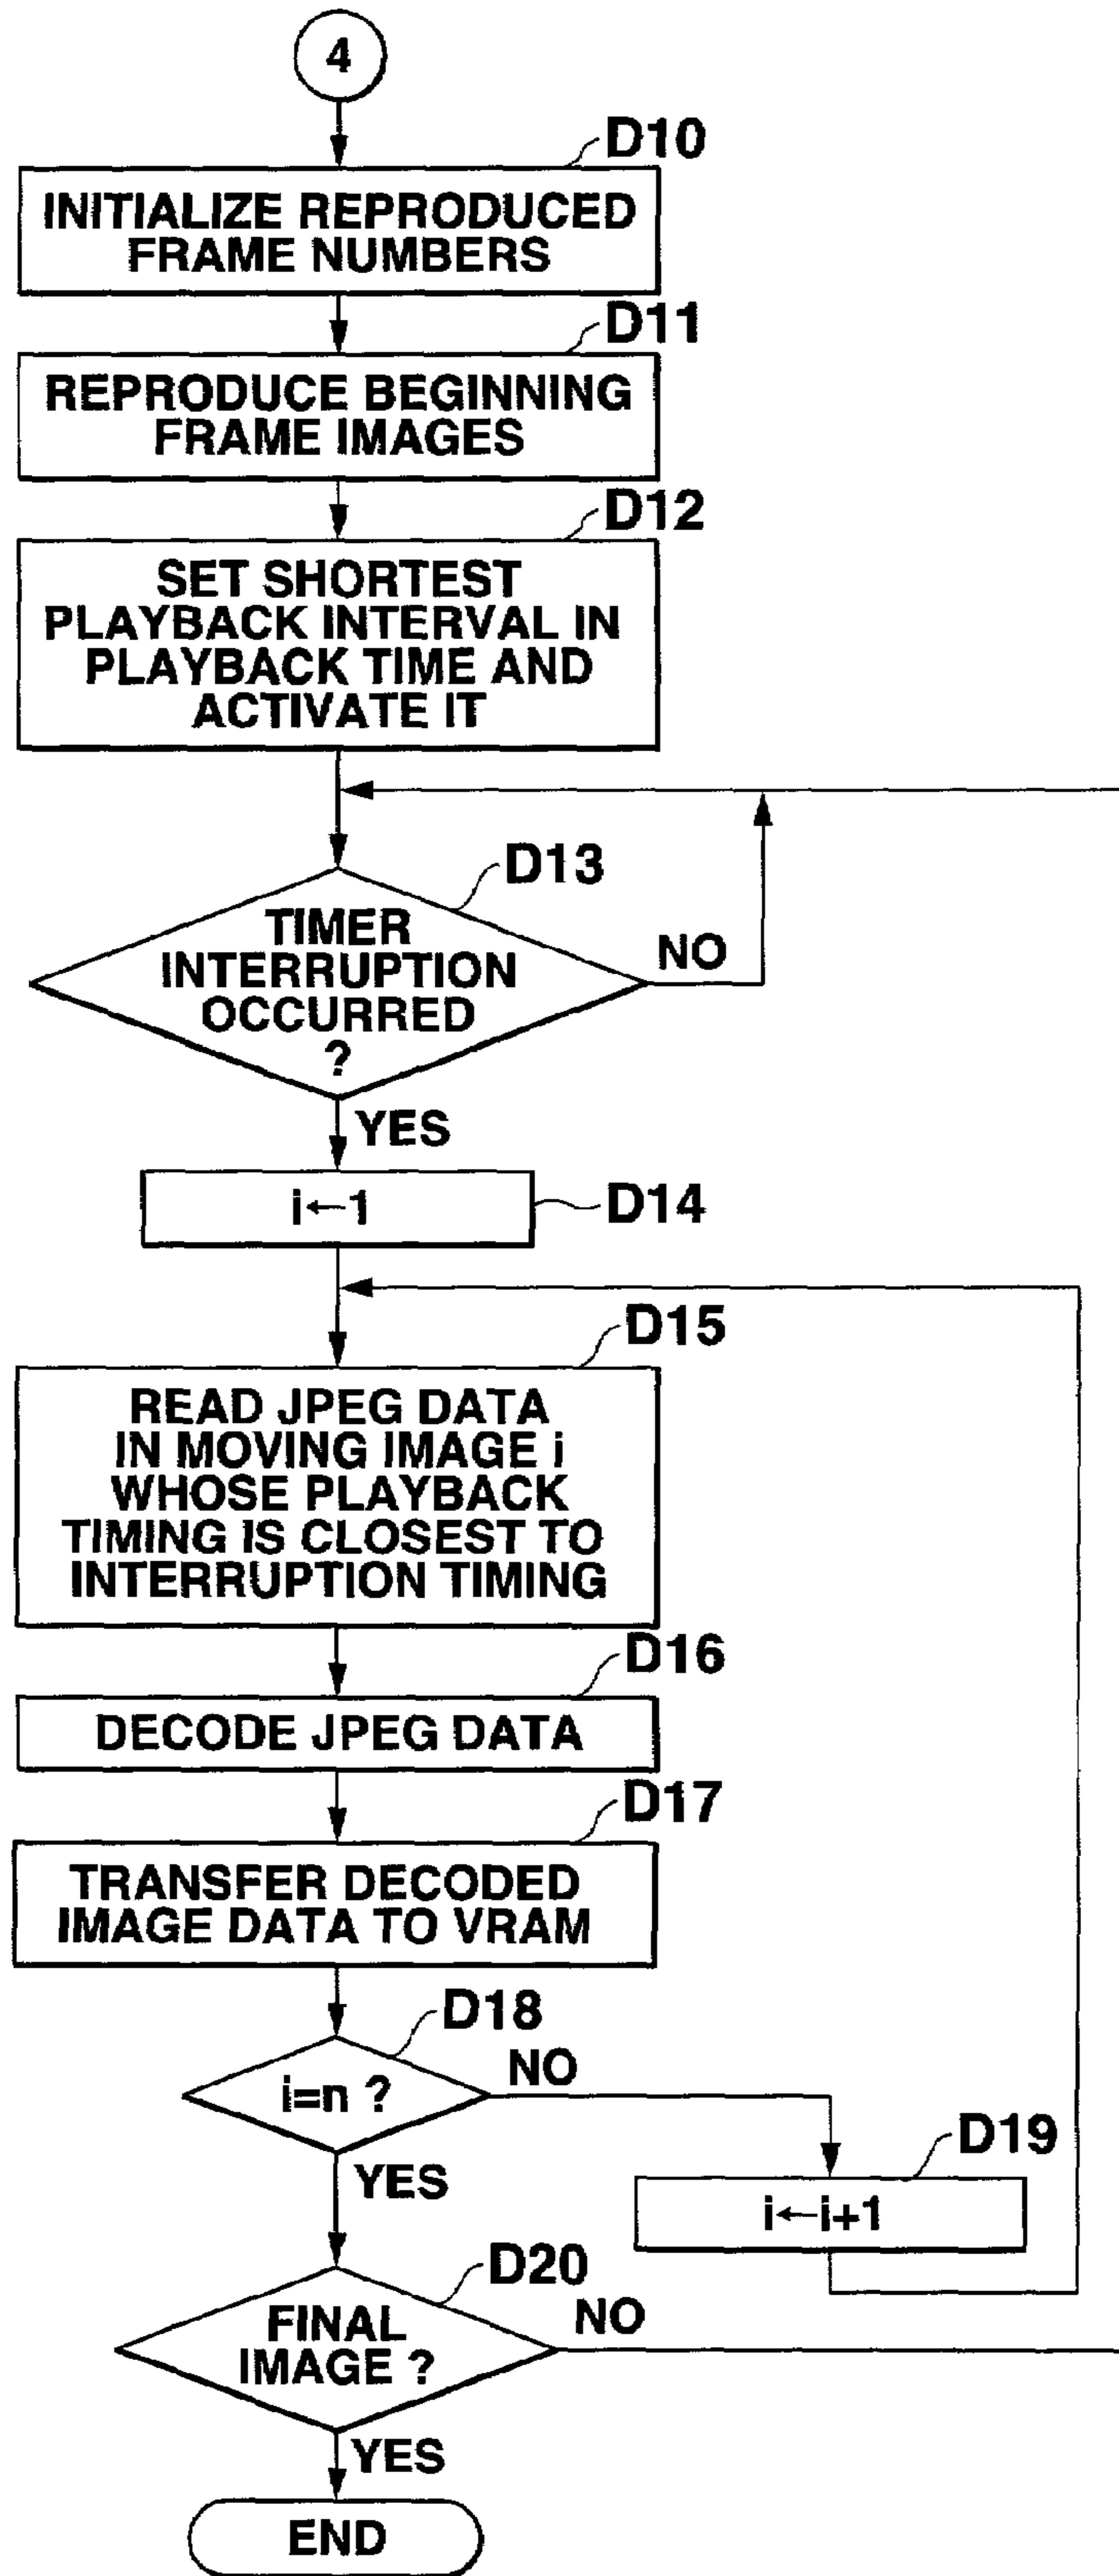 4
D10
INITIALIZE REPRODUCED
FRAME NUMBERS
D11
REPRODUCE BEGINNING
FRAME IMAGES
D12
SET SHORTEST
PLAYBACK INTERVAL IN
PLAYBACK TIME AND
ACTIVATE IT
D13
TIMER
INTERRUPTION
OCCURRED
?
NO
YES
i←1
D14
D15
READ JPEG DATA
IN MOVING IMAGE i
WHOSE PLAYBACK
TIMING IS CLOSEST TO
INTERRUPTION TIMING
D16
DECODE JPEG DATA
D17
TRANSFER DECODED
IMAGE DATA TO VRAM
D18
i=n ?
NO
YES
D19
i←i+1
D20
FINAL
IMAGE ?
NO
YES
END